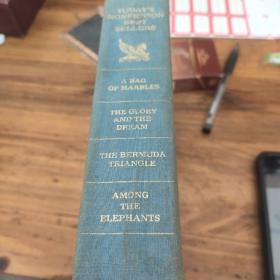 TODAY'S
NONFICTION
BEST
SELLERS
A BAG
OF MARBLES
THE GLORY
AND THE
DREAM
THE BERMUDA
TRIANGLE
AMONG
THE
ELEPHANTS